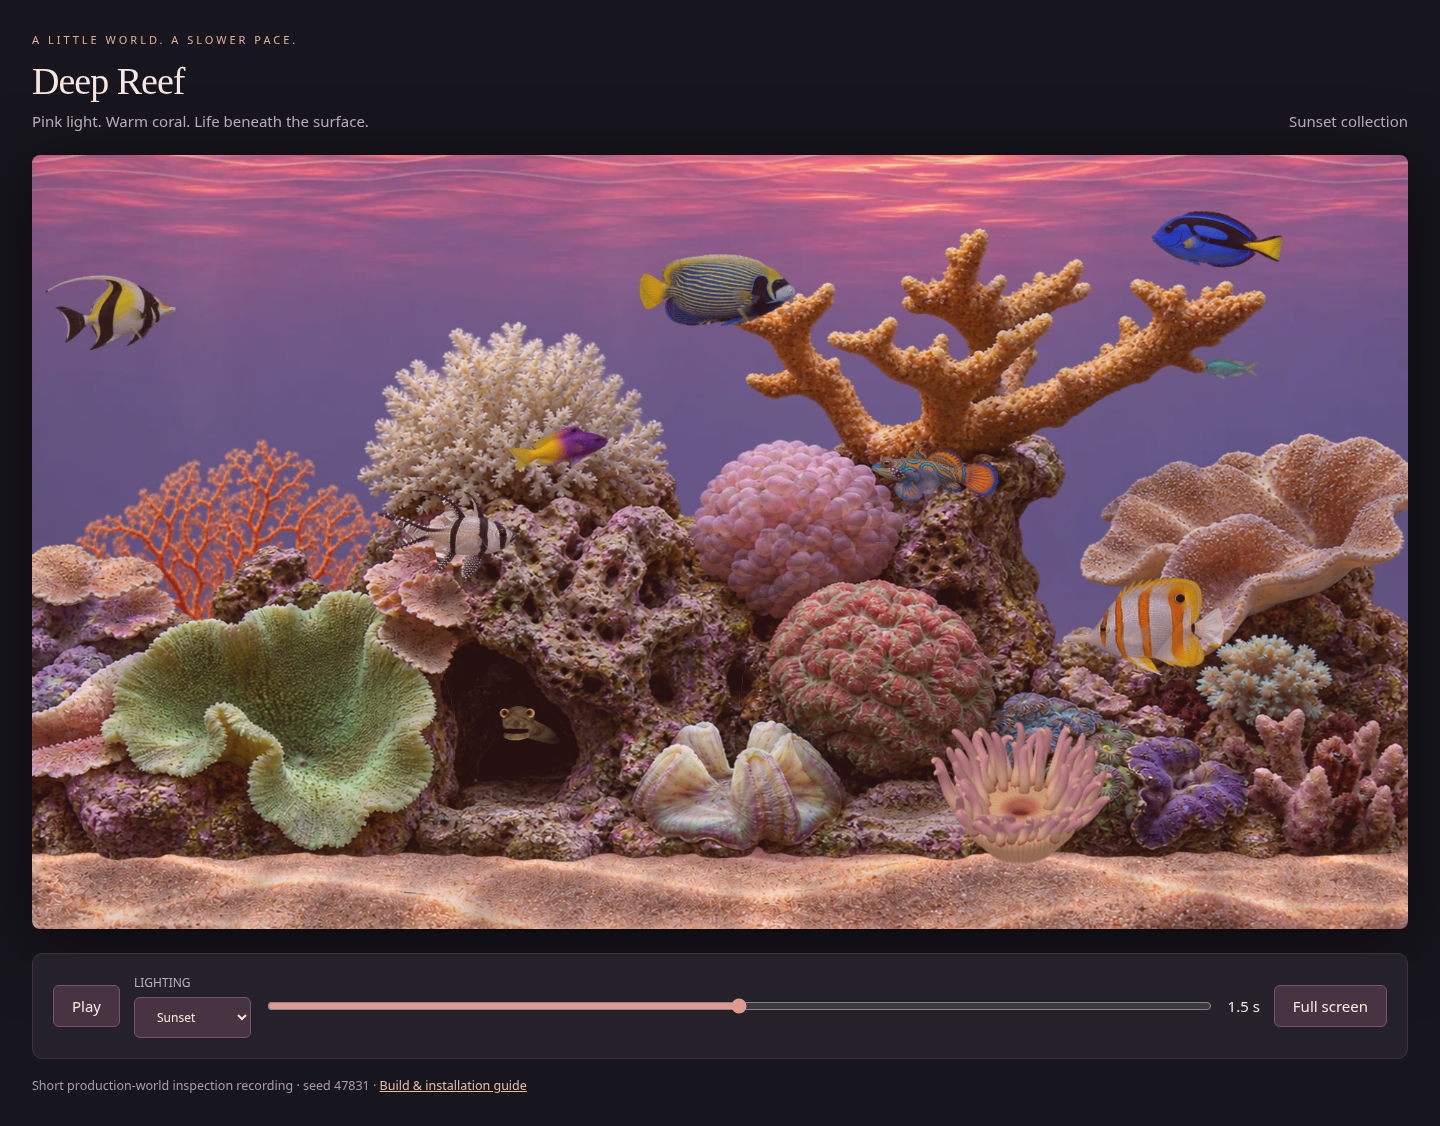 A LITTLE WORLD. A SLOWER PACE.
Deep Reef
Pink light. Warm coral. Life beneath the surface.
Sunset collection
Play
LIGHTING
Sunset
1.5 s
Full screen
Short production-world inspection recording · seed 47831 · Build & installation guide